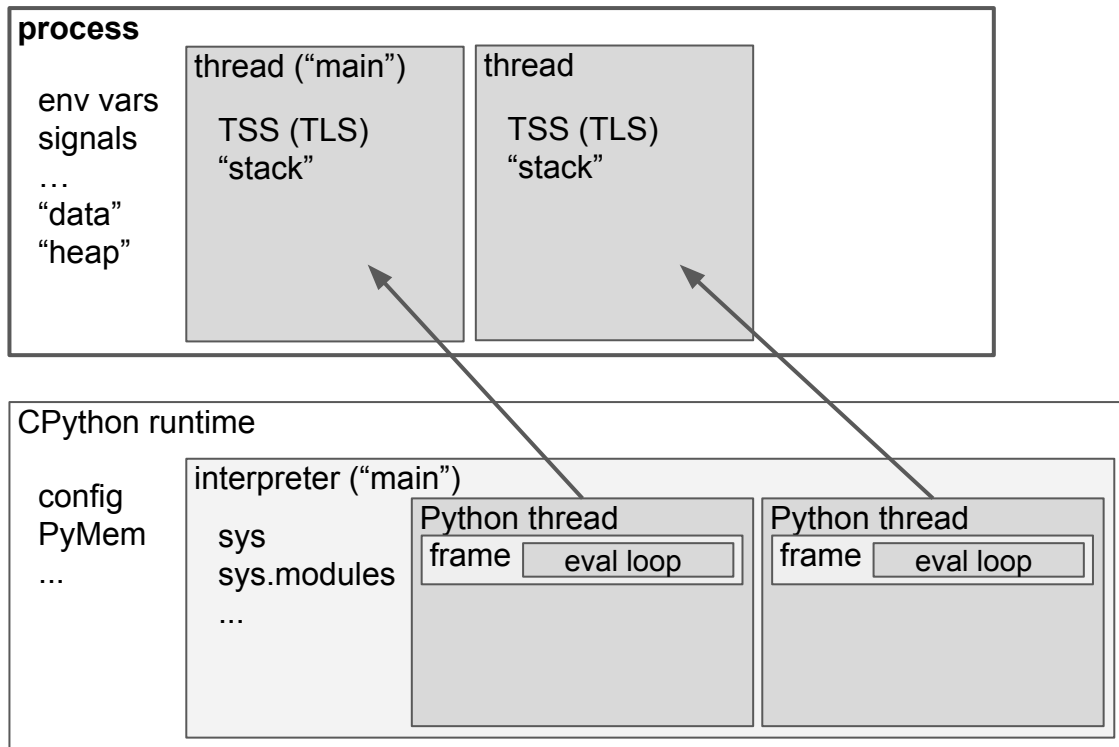 process
env vars
signals
…
“data”
“heap”
thread (“main”)
TSS (TLS)
“stack”
thread
TSS (TLS)
“stack”
CPython runtime
config
PyMem
...
interpreter (“main”)
sys
sys.modules
...
Python thread
frame
eval loop
Python thread
frame
eval loop